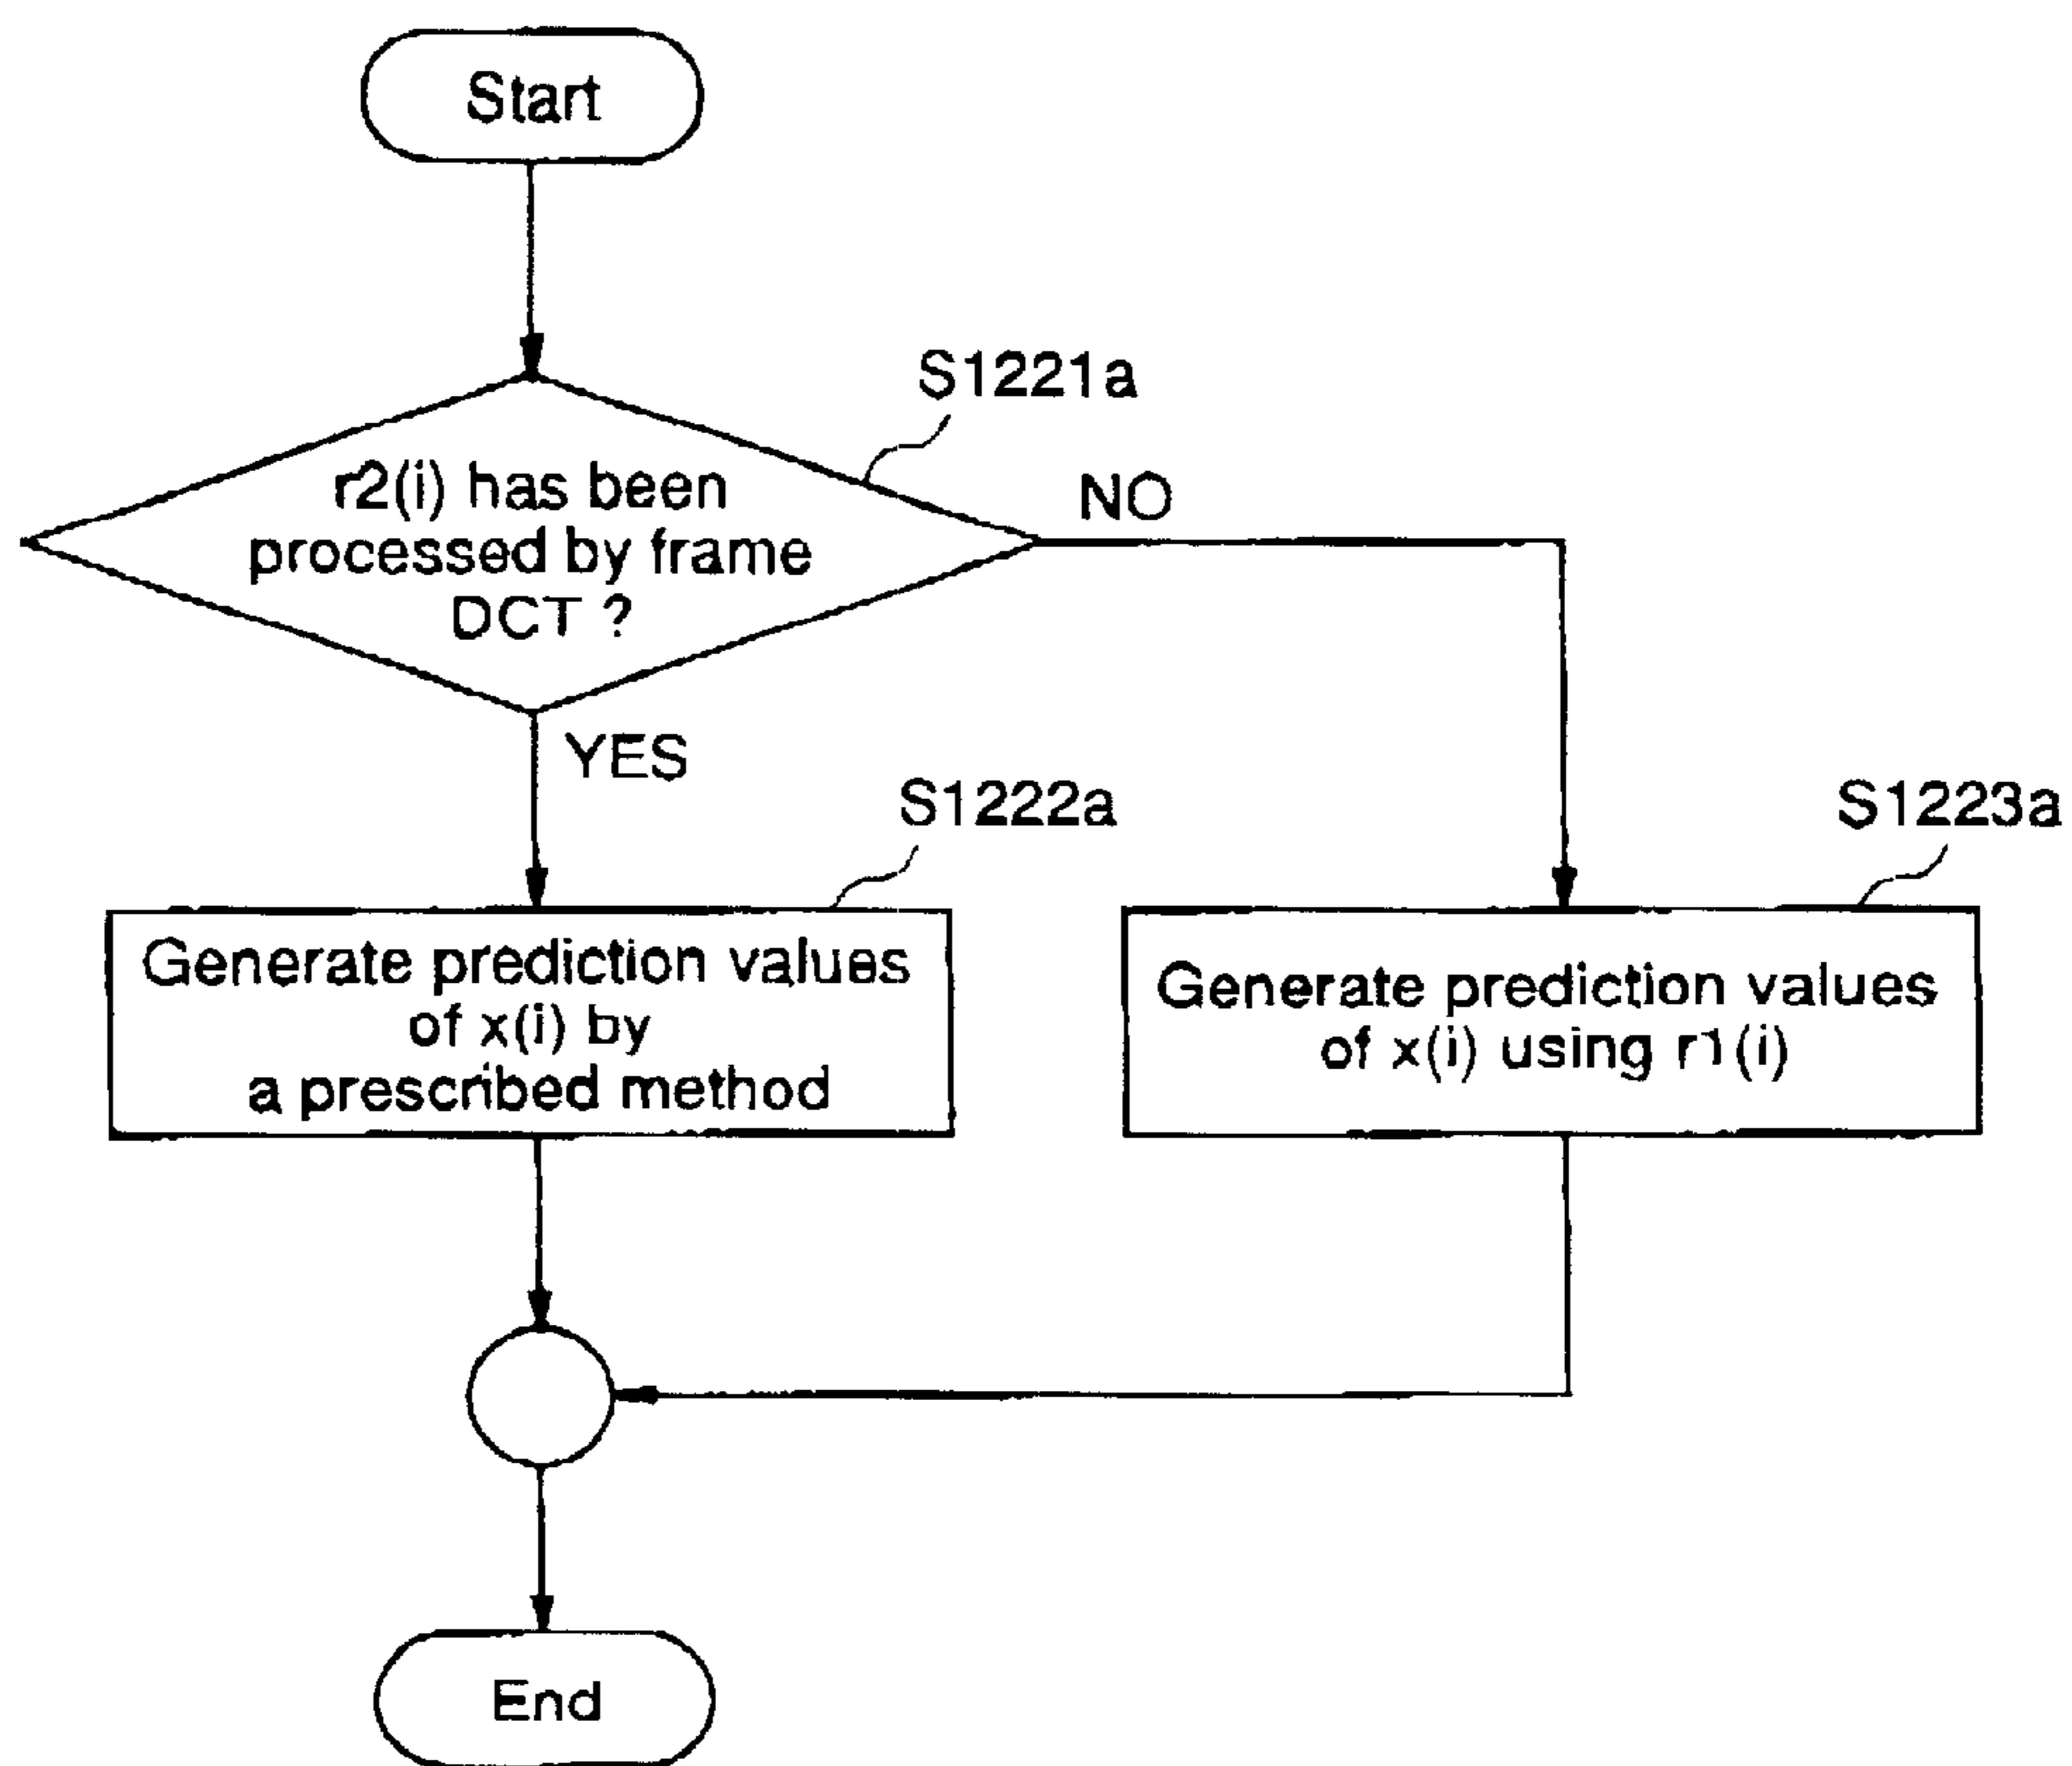 Start
S1221a
r2(i) has been
processed by frame
DCT ?
NO
YES
S1222a
S1223a
Generate prediction values
of x(i) by
a prescribed method
Generate prediction values
of x(i) using r1(i)
End